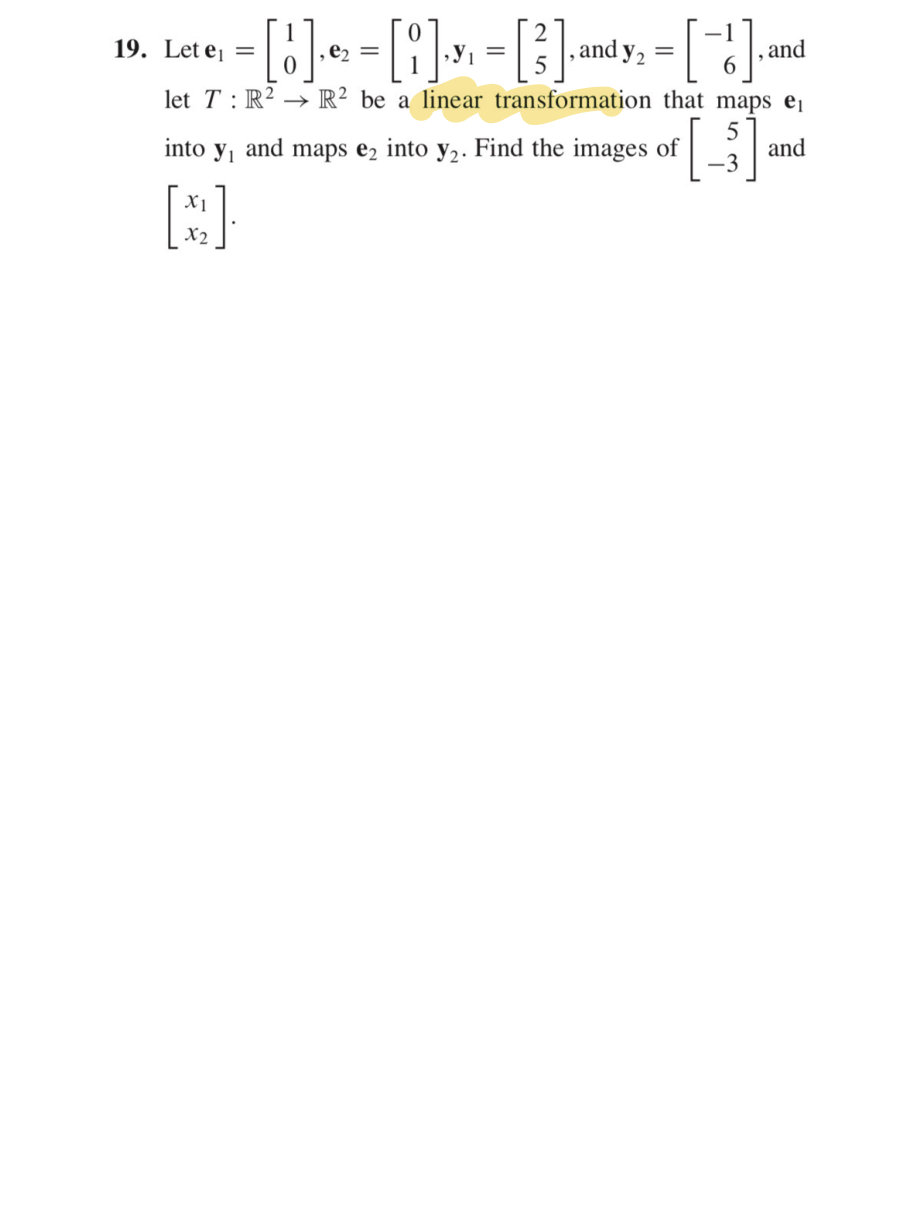 19. Let e₁ = [1 0], e₂ = [0 1], y₁ = [2 5], and y₂ = [−1 6], and
let T : ℝ² → ℝ² be a linear transformation that maps e₁
into y₁ and maps e₂ into y₂. Find the images of [5 −3] and
[x₁ x₂].